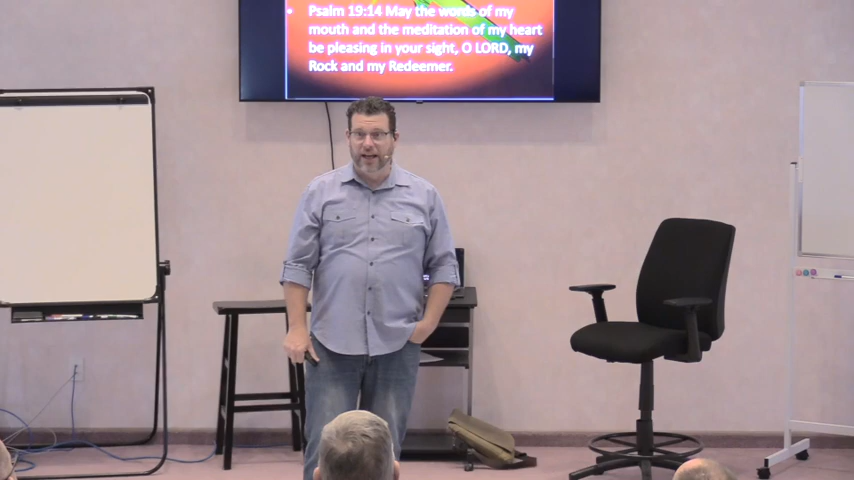 • Psalm 19:14 May the words of my
mouth and the meditation of my heart
be pleasing in your sight, O LORD, my
Rock and my Redeemer.